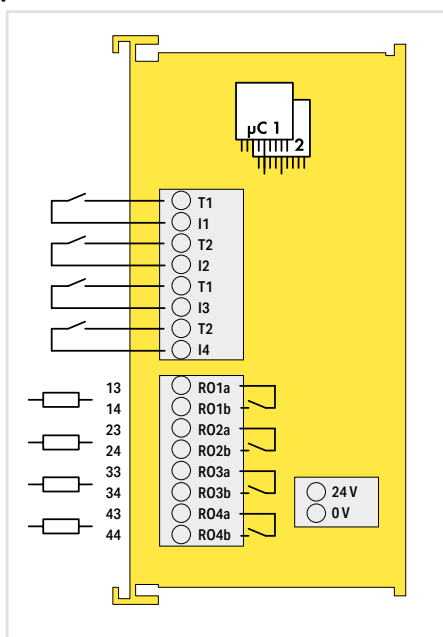 µC 1
2
T1
I1
T2
I2
T1
I3
T2
I4
13 RO1a
14 RO1b
23 RO2a
24 RO2b
33 RO3a
34 RO3b
43 RO4a
44 RO4b
24 V
0 V